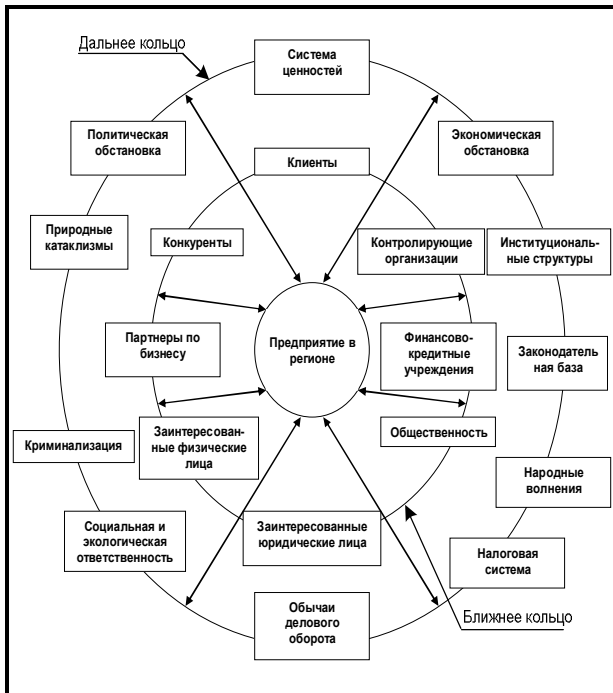 Дальнее кольцо
Система
ценностей
Политическая
обстановка
Экономическая
обстановка
Клиенты
Природные
катаклизмы
Конкуренты
Контролирующие
организации
Институциональ-
ные структуры
Партнеры по
бизнесу
Предприятие в
регионе
Финансово-
кредитные
учреждения
Законодатель
ная база
Криминализация
Заинтересован-
ные физические
лица
Общественность
Народные
волнения
Социальная и
экологическая
ответственность
Заинтересованные
юридические лица
Налоговая
система
Обычаи
делового
оборота
Ближнее кольцо